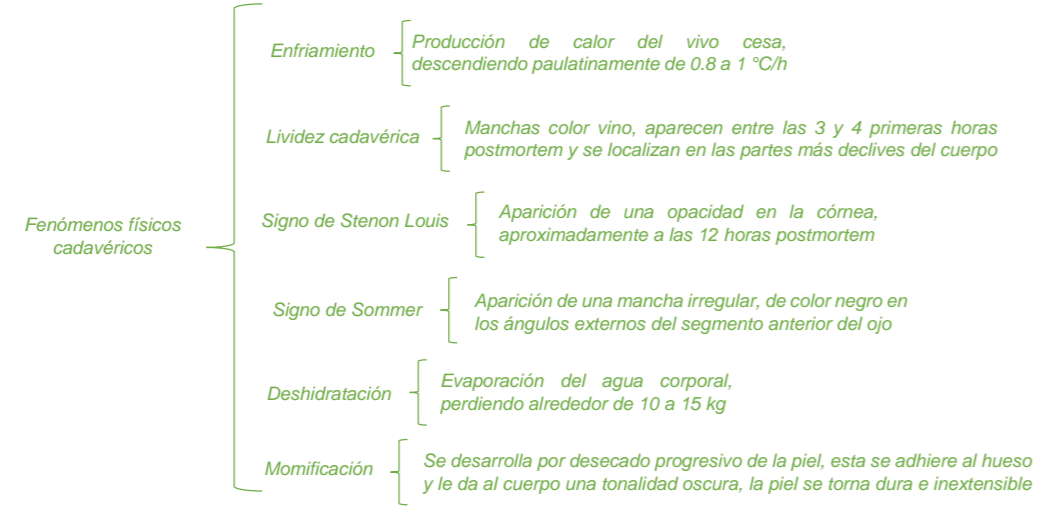 Fenómenos físicos
cadavéricos
Enfriamiento
Producción de calor del vivo cesa,
descendiendo paulatinamente de 0.8 a 1 °C/h
Lividez cadavérica
Manchas color vino, aparecen entre las 3 y 4 primeras horas
postmortem y se localizan en las partes más declives del cuerpo
Signo de Stenon Louis
Aparición de una opacidad en la córnea,
aproximadamente a las 12 horas postmortem
Signo de Sommer
Aparición de una mancha irregular, de color negro en
los ángulos externos del segmento anterior del ojo
Deshidratación
Evaporación del agua corporal,
perdiendo alrededor de 10 a 15 kg
Momificación
Se desarrolla por desecado progresivo de la piel, esta se adhiere al hueso
y le da al cuerpo una tonalidad oscura, la piel se torna dura e inextensible